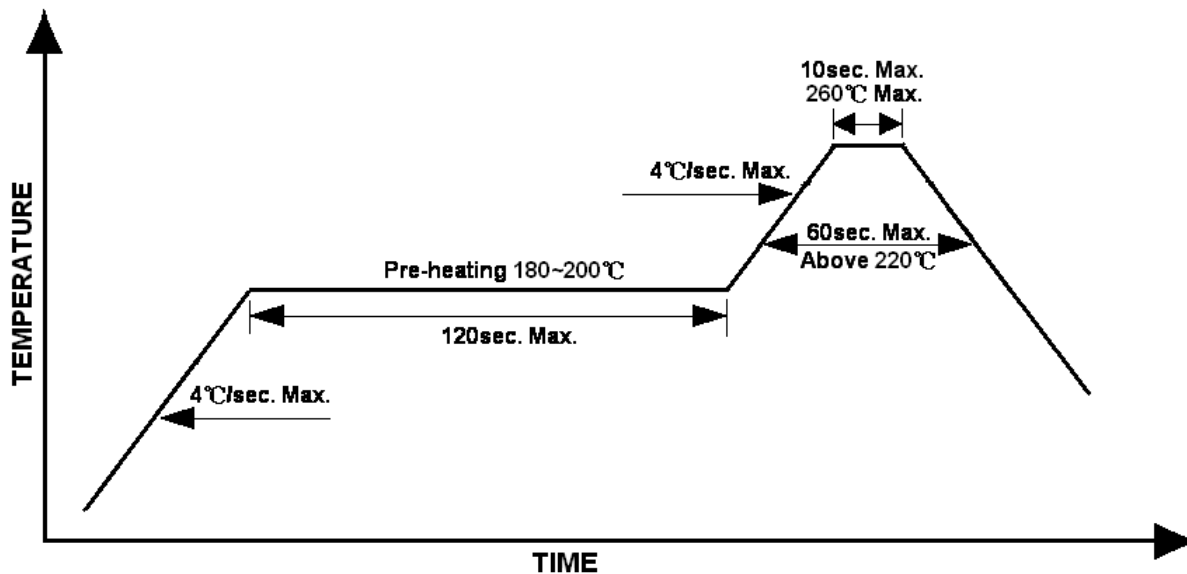 10sec. Max.
260℃ Max.
4℃/sec. Max.
60sec. Max.
Above 220℃
Pre-heating 180~200℃
120sec. Max.
4℃/sec. Max.
TEMPERATURE
TIME